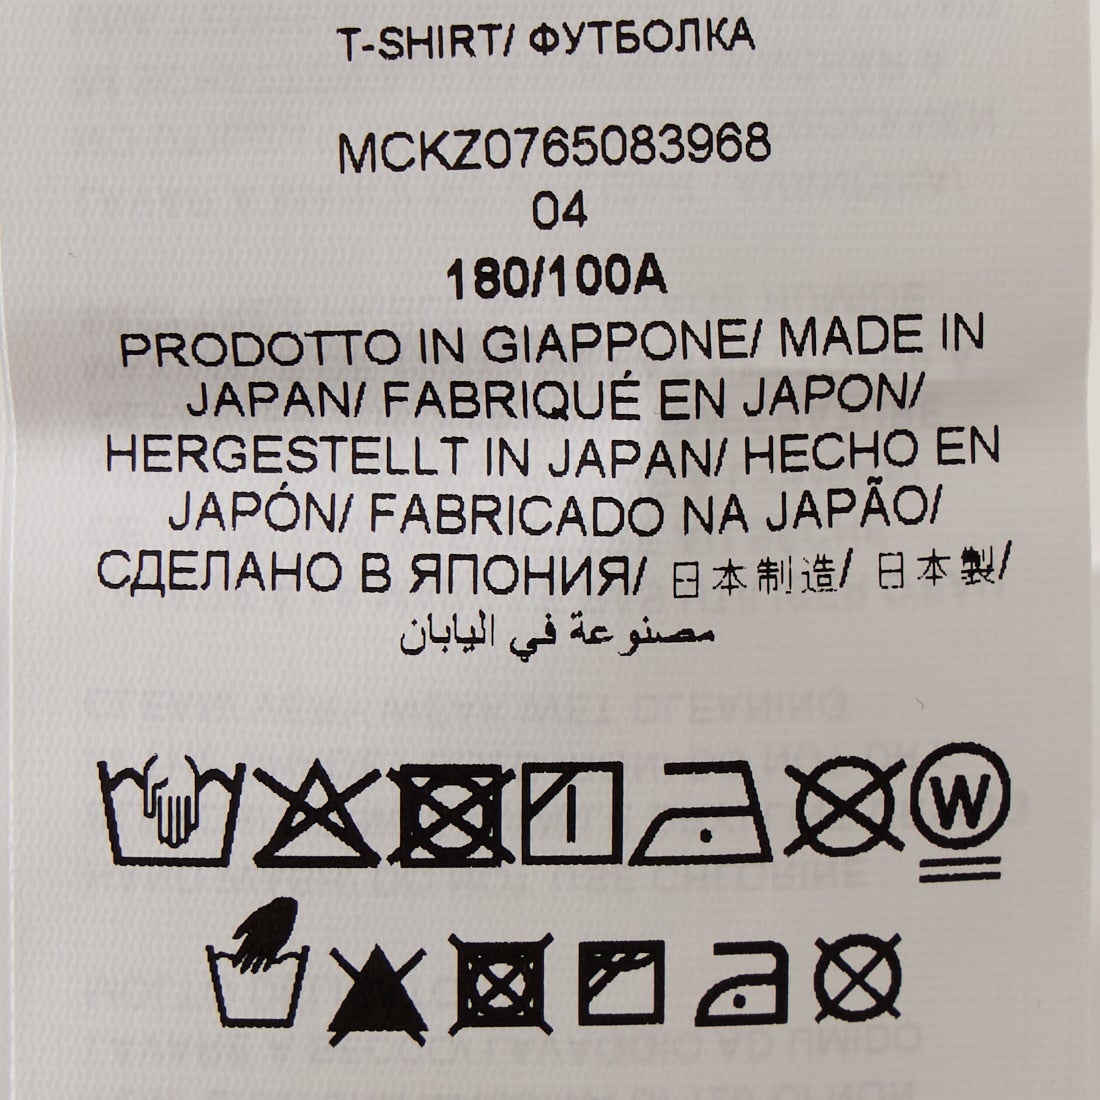 T-SHIRT/ ФУТБОЛКА
MCKZ0765083968
04
180/100A
PRODOTTO IN GIAPPONE/ MADE IN
JAPAN/ FABRIQUÉ EN JAPON/
HERGESTELLT IN JAPAN/ HECHO EN
JAPÓN/ FABRICADO NA JAPÃO/
СДЕЛАНО В ЯПОНИЯ/ 日本制造/ 日本製/
مصنوعة في اليابان
W